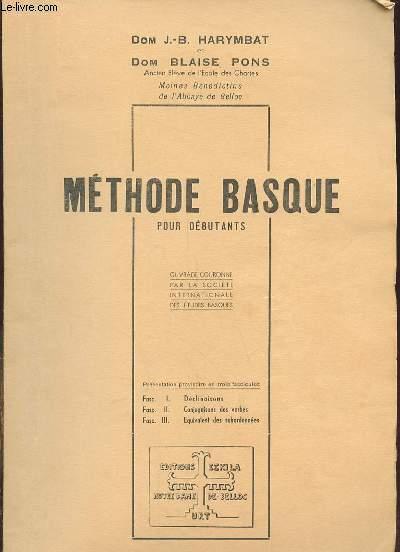 DOM J.-B. HARYMBAT
et
DOM BLAISE PONS
Ancien Élève de l'École des Chartes
Moines Bénédictins
de l'Abbaye de Belloc
MÉTHODE BASQUE
POUR DÉBUTANTS
OUVRAGE COURONNÉ
PAR LA SOCIÉTÉ
INTERNATIONALE
DES ÉTUDES BASQUES
Présentation provisoire en trois fascicules
Fasc. I. Déclinaisons
Fasc. II. Conjugaisons des verbes
Fasc. III. Equivalent des subordonnées
EDITIONS EZKILA
NOTRE-DAME DE-BELLOC
URT